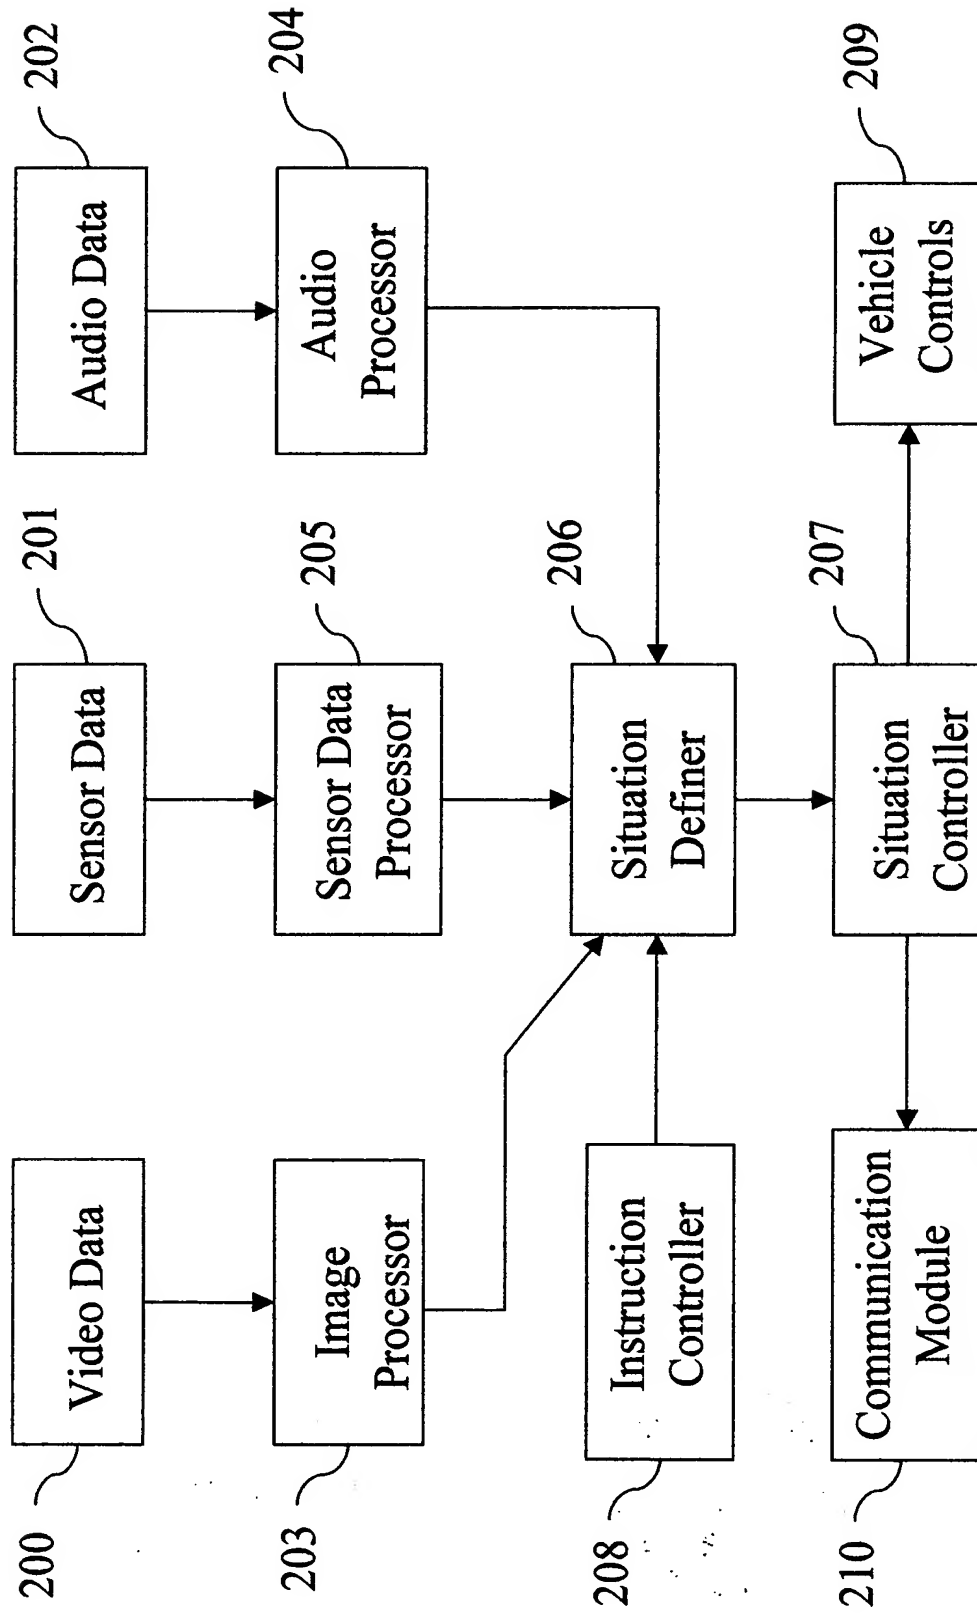 200
Video Data
Sensor Data
201
Audio Data
202
203
Image
Processor
Sensor Data
Processor
205
Audio
Processor
204
208
Instruction
Controller
Situation
Definer
206
210
Communication
Module
Situation
Controller
207
Vehicle
Controls
209